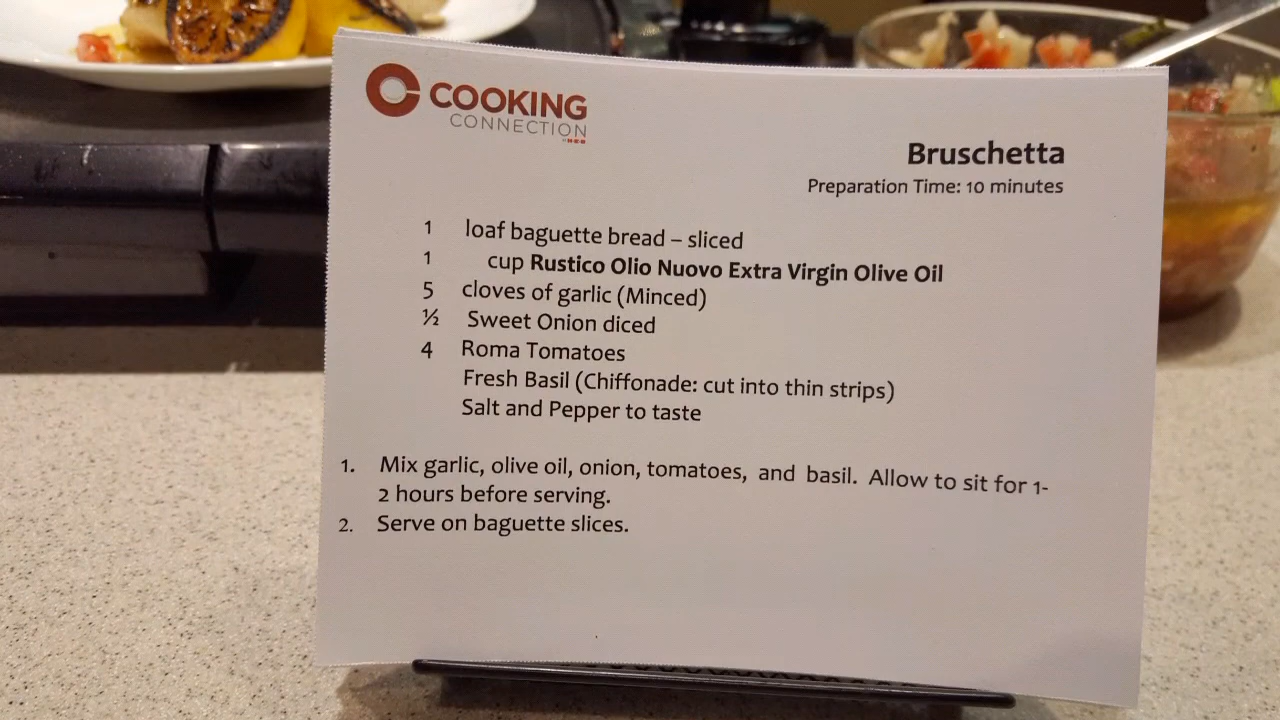 COOKING
CONNECTION
Bruschetta
Preparation Time: 10 minutes
1 loaf baguette bread – sliced
1 cup Rustico Olio Nuovo Extra Virgin Olive Oil
5 cloves of garlic (Minced)
½ Sweet Onion diced
4 Roma Tomatoes
Fresh Basil (Chiffonade: cut into thin strips)
Salt and Pepper to taste
1. Mix garlic, olive oil, onion, tomatoes, and basil. Allow to sit for 1-
2 hours before serving.
2. Serve on baguette slices.